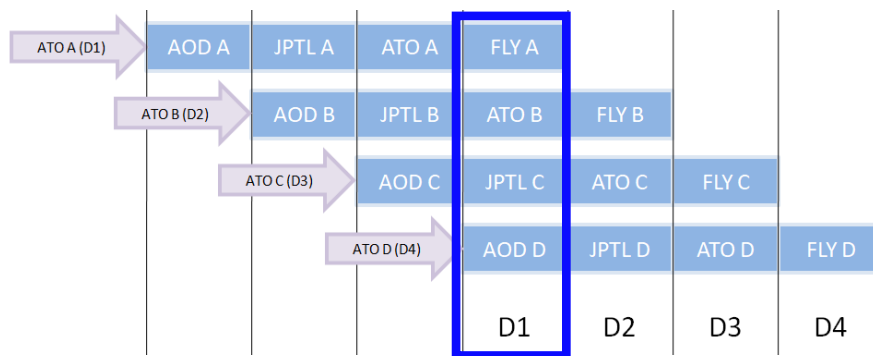 ATO A (D1) AOD A JPTL A ATO A FLY A
ATO B (D2) AOD B JPTL B ATO B FLY B
ATO C (D3) AOD C JPTL C ATO C FLY C
ATO D (D4) AOD D JPTL D ATO D FLY D
D1 D2 D3 D4